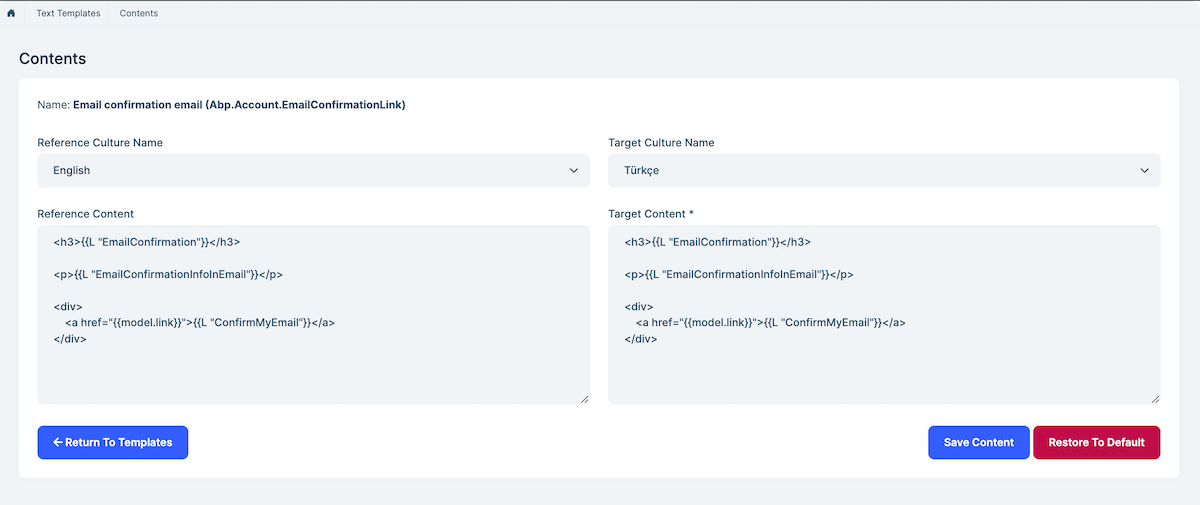 Text Templates Contents
Contents
Name: Email confirmation email (Abp.Account.EmailConfirmationLink)
Reference Culture Name
English
Target Culture Name
Türkçe
Reference Content
<h3>{{L "EmailConfirmation"}}</h3>
<p>{{L "EmailConfirmationInfoInEmail"}}</p>
<div>
<a href="{{model.link}}">{{L "ConfirmMyEmail"}}</a>
</div>
Target Content *
<h3>{{L "EmailConfirmation"}}</h3>
<p>{{L "EmailConfirmationInfoInEmail"}}</p>
<div>
<a href="{{model.link}}">{{L "ConfirmMyEmail"}}</a>
</div>
← Return To Templates
Save Content
Restore To Default